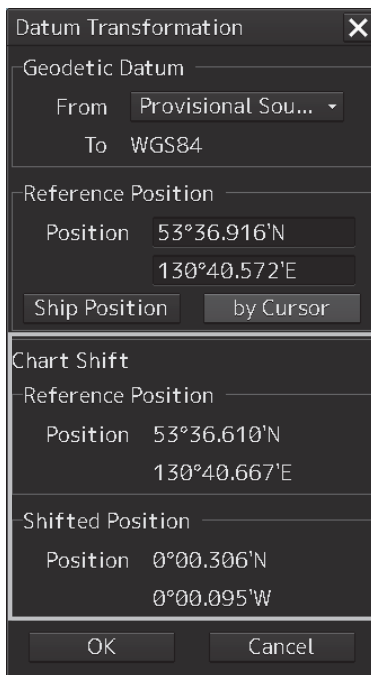 Datum Transformation
Geodetic Datum
From Provisional Sou...
To WGS84
Reference Position
Position 53°36.916'N
130°40.572'E
Ship Position by Cursor
Chart Shift
Reference Position
Position 53°36.610'N
130°40.667'E
Shifted Position
Position 0°00.306'N
0°00.095'W
OK Cancel